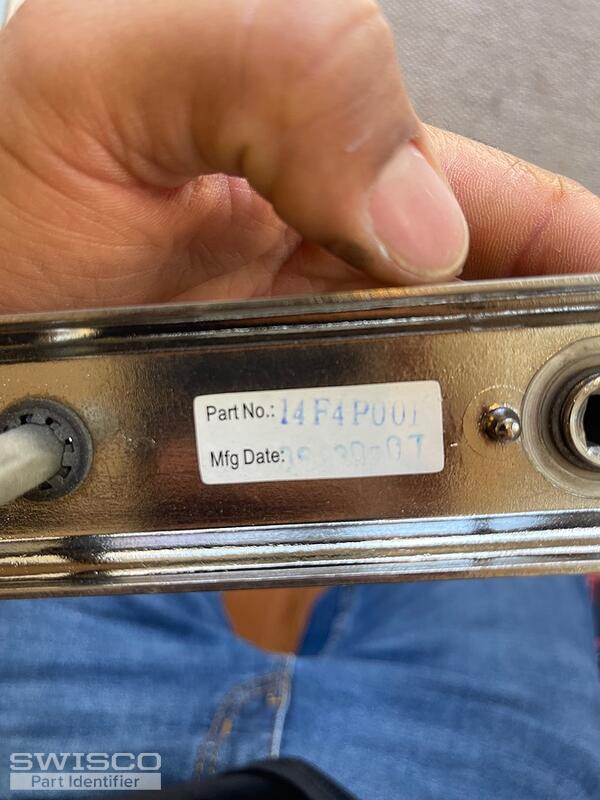 Part No.: 14F4P001
Mfg Date:
SWISCO
Part Identifier